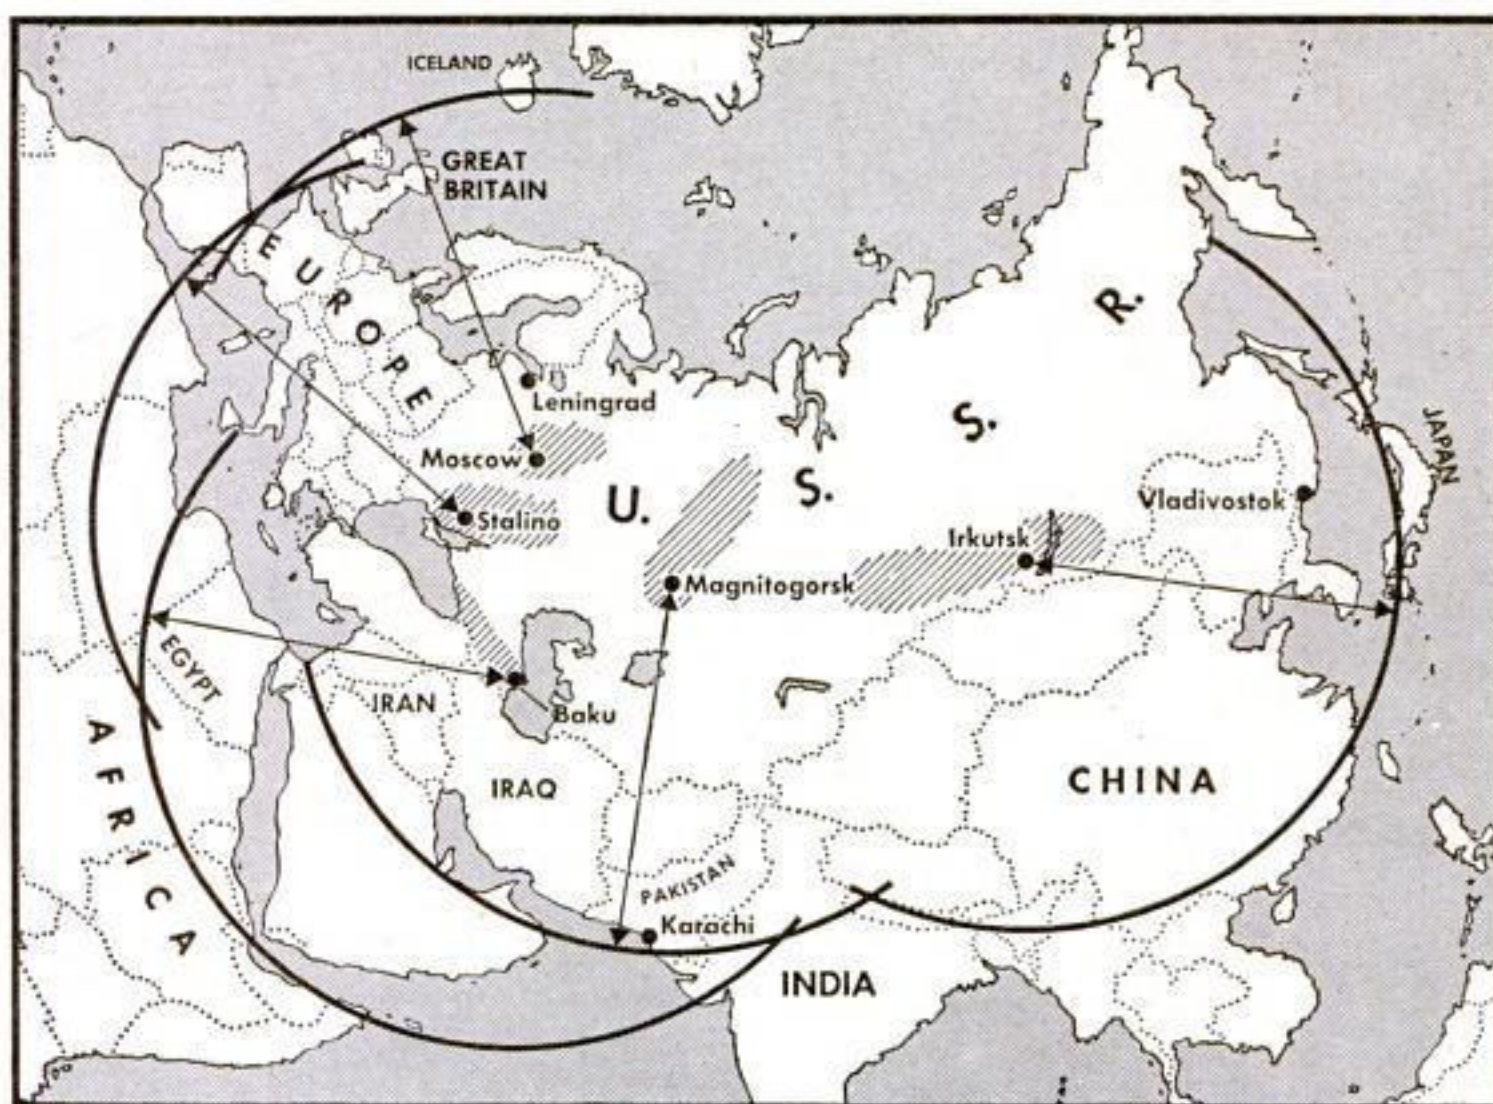 ICELAND
GREAT
BRITAIN
EUROPE
Leningrad
Moscow
Stalino
U. S. S. R.
Magnitogorsk
Irkutsk
Vladivostok
JAPAN
EGYPT
IRAN
Baku
IRAQ
CHINA
AFRICA
PAKISTAN
Karachi
INDIA